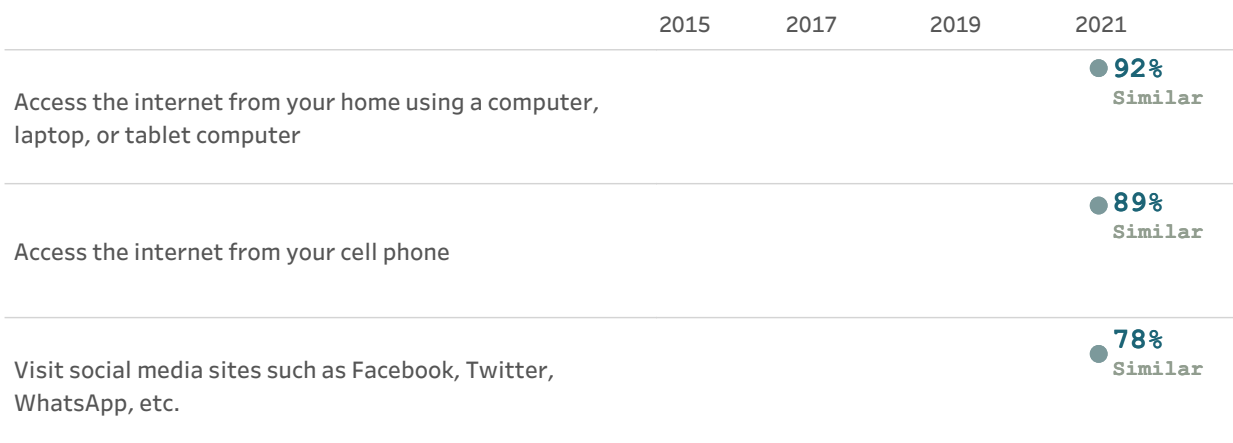 2015 2017 2019 2021
92%
Similar
Access the internet from your home using a computer,
laptop, or tablet computer
89%
Similar
Access the internet from your cell phone
78%
Similar
Visit social media sites such as Facebook, Twitter,
WhatsApp, etc.